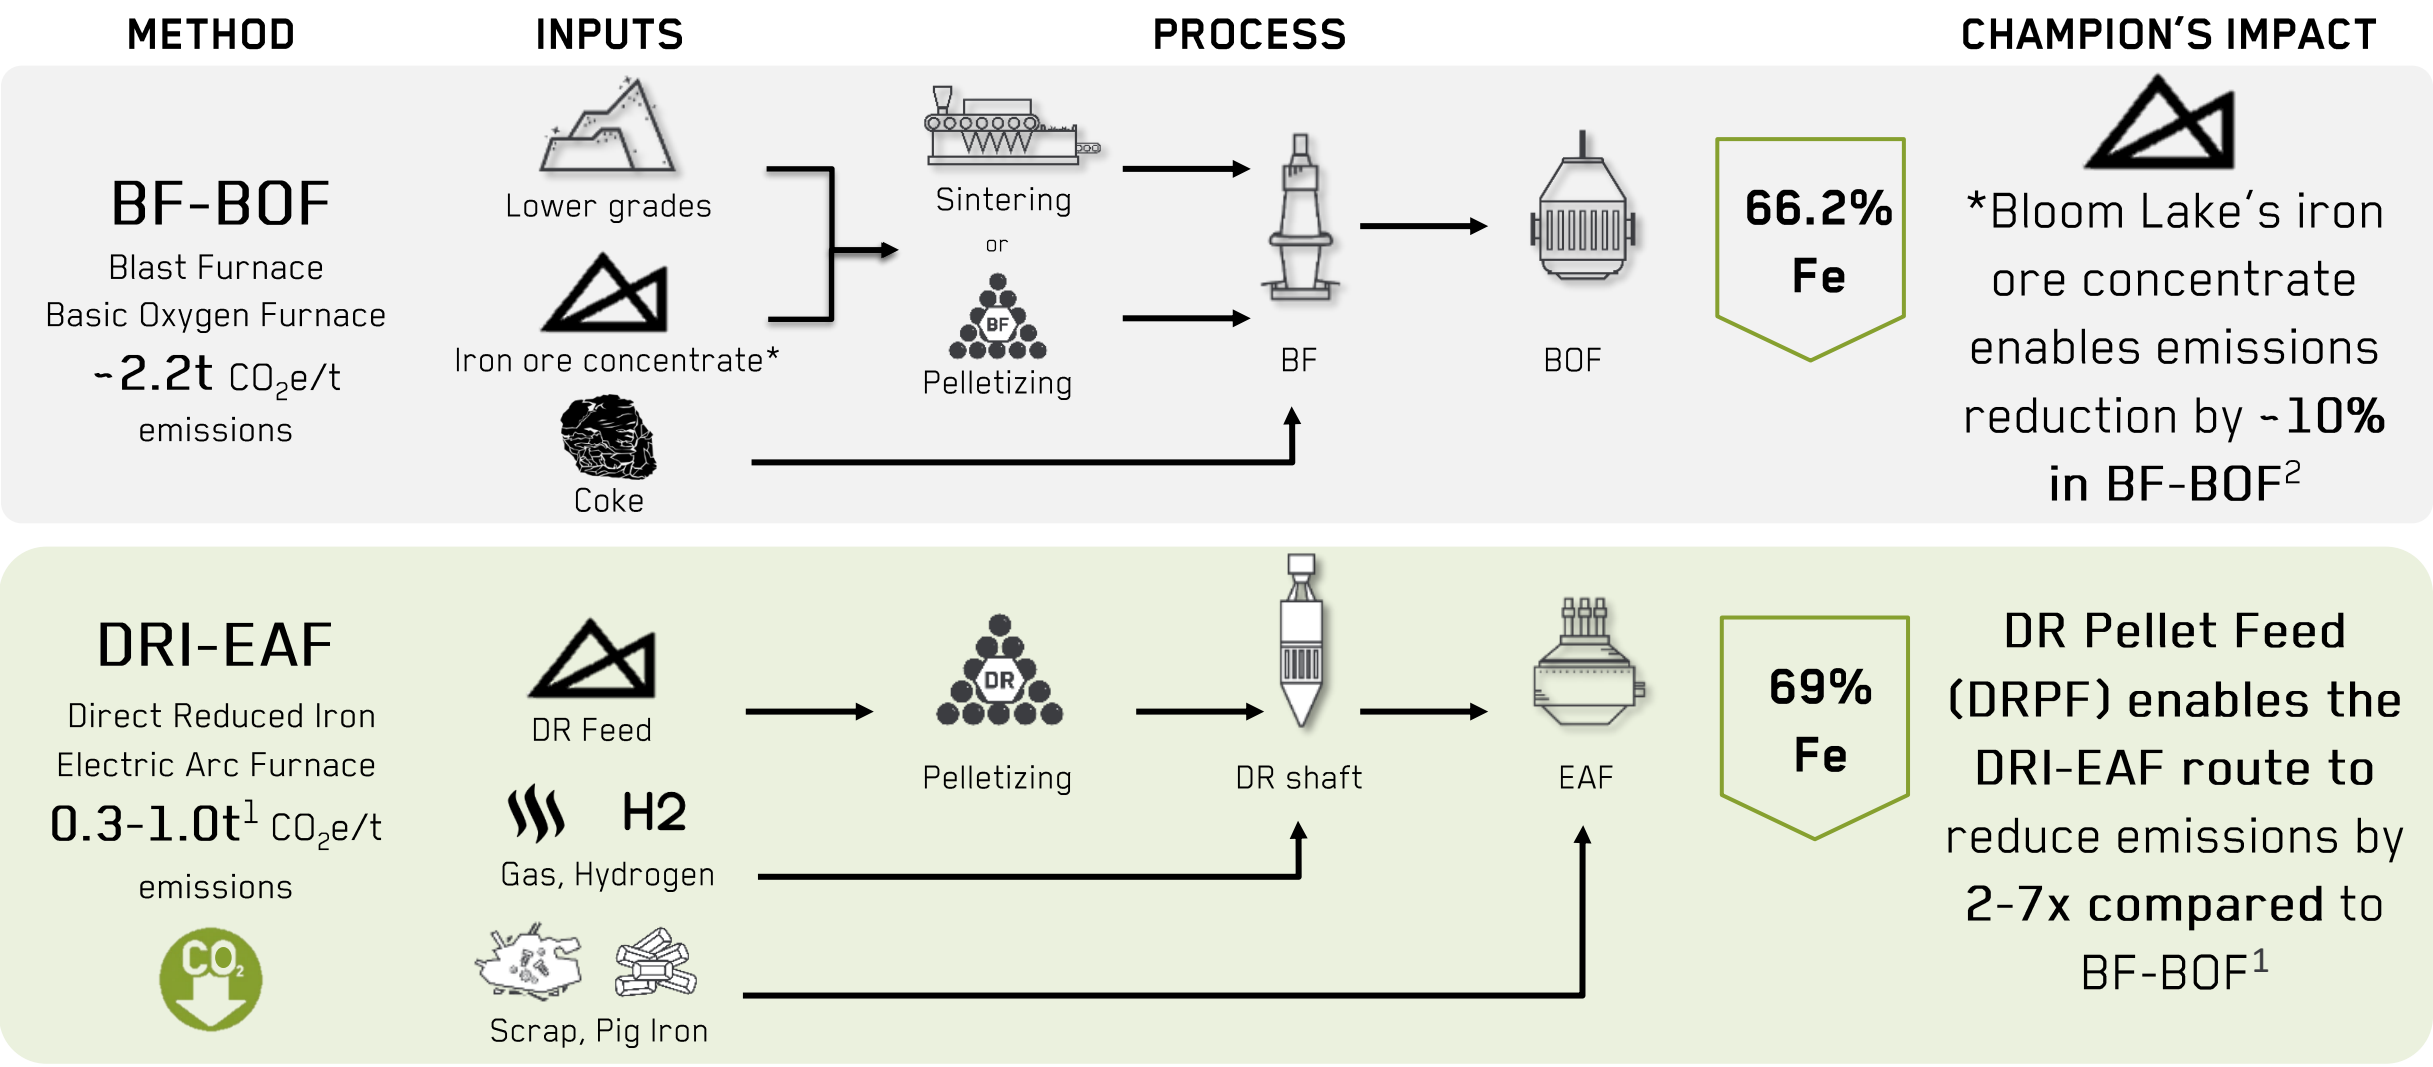 METHOD
INPUTS
PROCESS
CHAMPION'S IMPACT
BF-BOF
Blast Furnace
Basic Oxygen Furnace
~2.2t CO₂e/t
emissions
Lower grades
Iron ore concentrate*
Coke
Sintering
or
BF
Pelletizing
BF
BOF
66.2%
Fe
*Bloom Lake's iron
ore concentrate
enables emissions
reduction by ~10%
in BF-BOF²
DRI-EAF
Direct Reduced Iron
Electric Arc Furnace
0.3-1.0t¹ CO₂e/t
emissions
CO₂
DR Feed
H2
Gas, Hydrogen
Scrap, Pig Iron
DR
Pelletizing
DR shaft
EAF
69%
Fe
DR Pellet Feed
(DRPF) enables the
DRI-EAF route to
reduce emissions by
2-7x compared to
BF-BOF¹